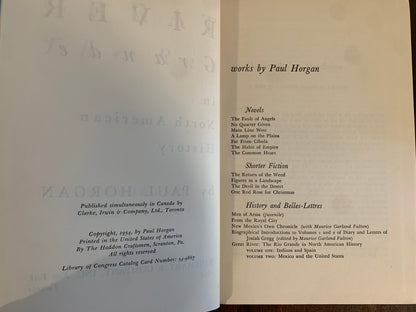 Published simultaneously in Canada by
Clarke, Irwin & Company, Ltd., Toronto
Copyright, 1954, by Paul Horgan
Printed in the United States of America
By The Haddon Craftsmen, Scranton, Pa.
All rights reserved
Library of Congress Catalog Card Number: 54-9867
works by Paul Horgan
Novels
The Fault of Angels
No Quarter Given
Main Line West
A Lamp on the Plains
Far From Cibola
The Habit of Empire
The Common Heart
Shorter Fiction
The Return of the Weed
Figures in a Landscape
The Devil in the Desert
One Red Rose for Christmas
History and Belles-Lettres
Men of Arms (juvenile)
From the Royal City
New Mexico's Own Chronicle (with Maurice Garland Fulton)
Biographical Introductions to Volumes 1 and 2 of Diary and Letters of
Josiah Gregg (edited by Maurice Garland Fulton)
Great River: The Rio Grande in North American History
VOLUME ONE: Indians and Spain
VOLUME TWO: Mexico and the United States